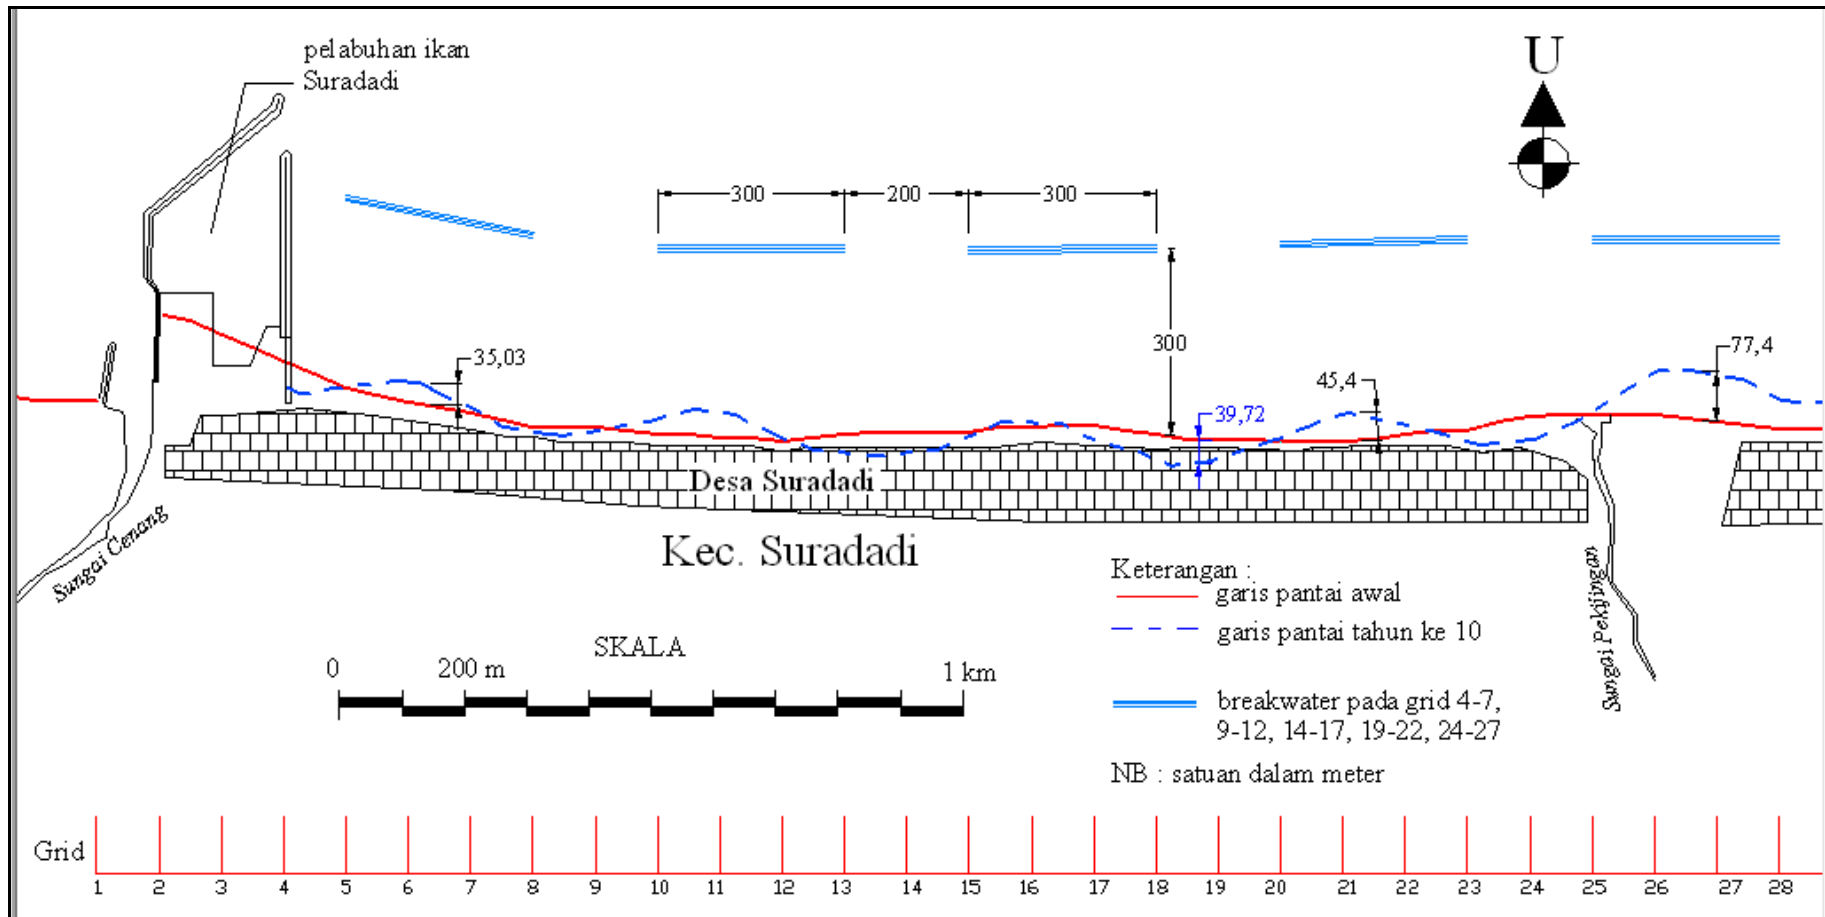 pelabuhan ikan
Suradadi
U
300
200
300
300
35,03
77,4
45,4
39,72
Desa Suradadi
Kec. Suradadi
Sungai Cenang
Sungai Pekijingan
Keterangan :
garis pantai awal
garis pantai tahun ke 10
breakwater pada grid 4-7,
9-12, 14-17, 19-22, 24-27
NB : satuan dalam meter
SKALA
0 200 m 1 km
Grid
1 2 3 4 5 6 7 8 9 10 11 12 13 14 15 16 17 18 19 20 21 22 23 24 25 26 27 28